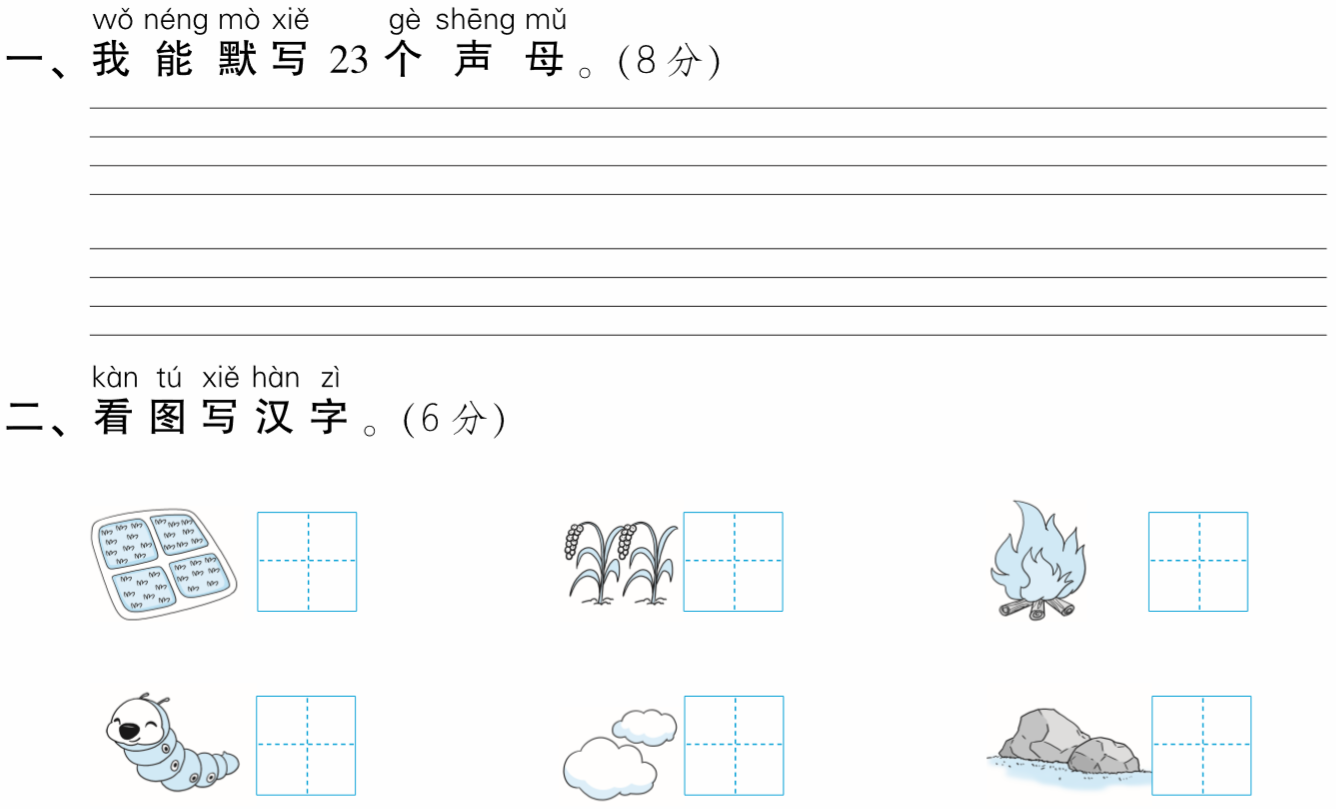 wǒ néng mò xiě gè shēng mǔ
一、我能默写 23 个声母。(8分)
kàn tú xiě hàn zì
二、看图写汉字。(6分)